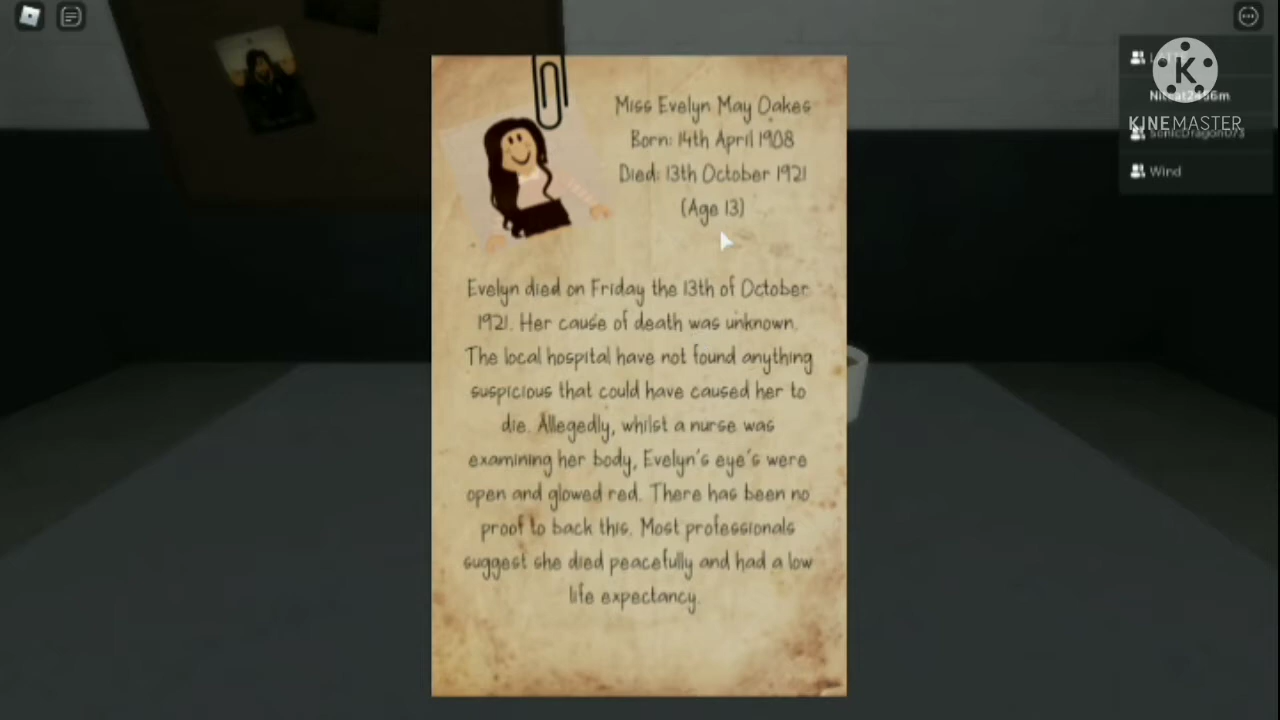 Miss Evelyn May Oakes
Born: 14th April 1908
Died: 13th October 1921
(Age 13)
Evelyn died on Friday the 13th of October
1921. Her cause of death was unknown.
The local hospital have not found anything
suspicious that could have caused her to
die. Allegedly, whilst a nurse was
examining her body, Evelyn's eye's were
open and glowed red. There has been no
proof to back this. Most professionals
suggest she died peacefully and had a low
life expectancy.
K
KINEMASTER
Wind